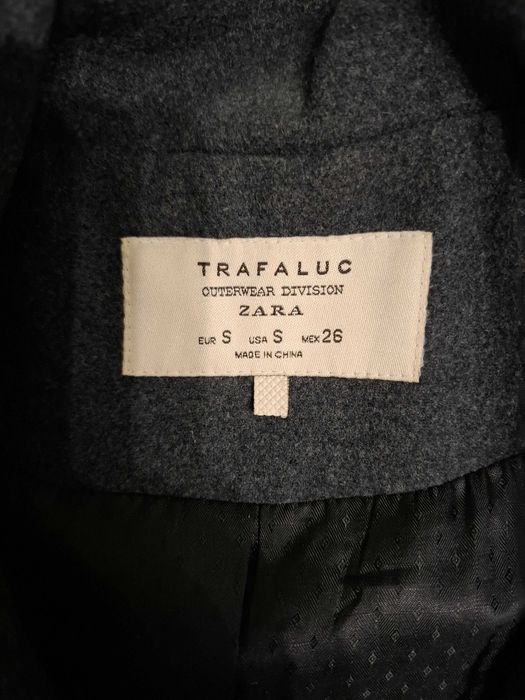 TRAFALUC
OUTERWEAR DIVISION
ZARA
EUR S USA S MEX 26
MADE IN CHINA